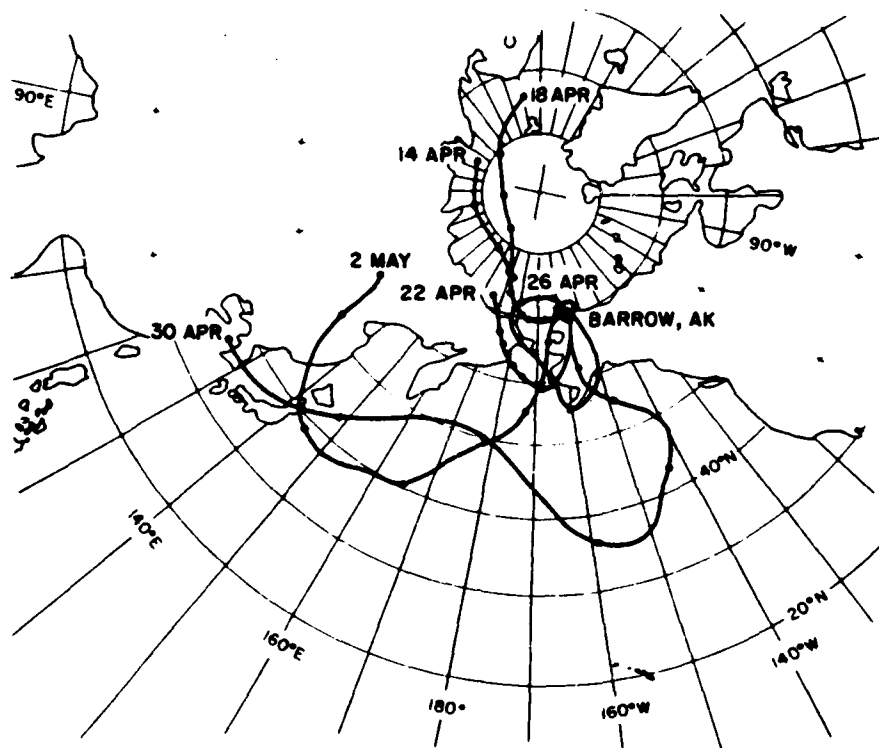 90°E
18 APR
14 APR
90°W
2 MAY
26 APR
22 APR
30 APR
BARROW, AK
40°N
140°E
20°N
160°E
140°W
180°
160°W